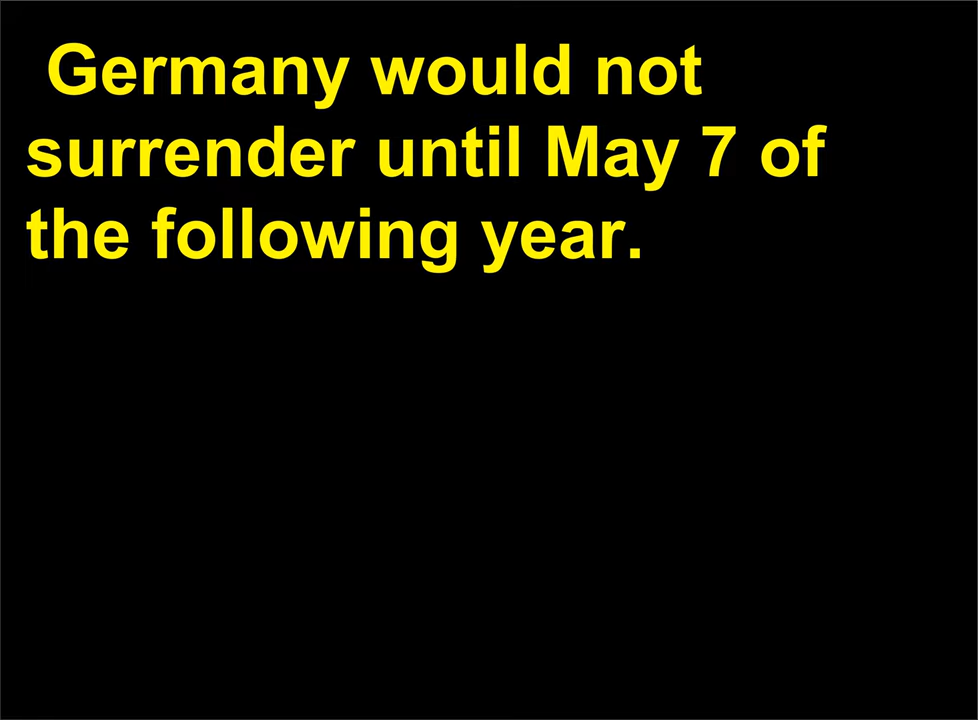 Germany would not
surrender until May 7 of
the following year.